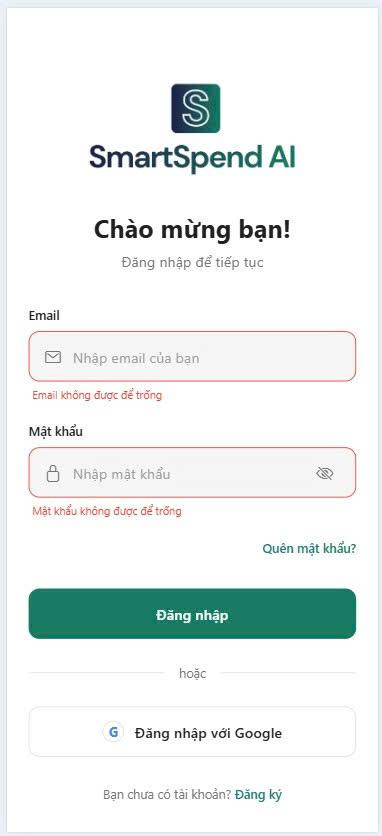 S
SmartSpend AI
Chào mừng bạn!
Đăng nhập để tiếp tục
Email
Nhập email của bạn
Email không được để trống
Mật khẩu
Nhập mật khẩu
Mật khẩu không được để trống
Quên mật khẩu?
Đăng nhập
hoặc
G Đăng nhập với Google
Bạn chưa có tài khoản? Đăng ký